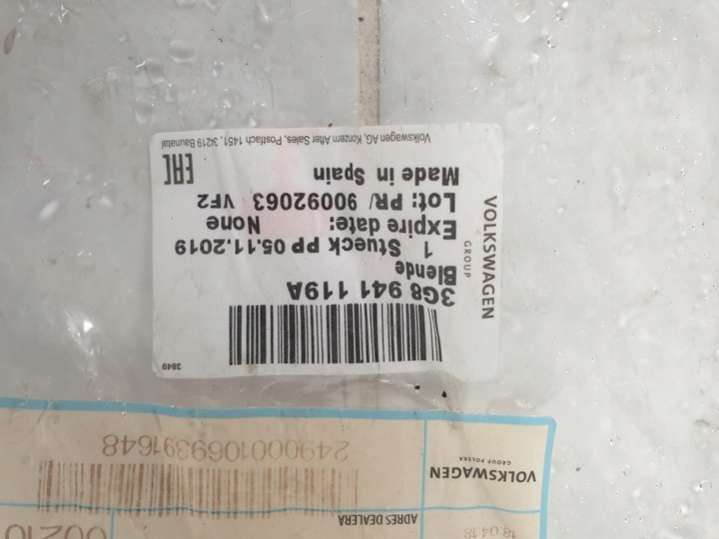 VOLKSWAGEN
GROUP
3849
3G8 941 119A
Blende
1 Stueck PP 05.11.2019
Expire date: None
Lot: PR/ 90092063 VF2
Made in Spain
EAC
Volkswagen AG, Konzern After Sales, Postfach 1451, 34219 Baunatal
ADRES DEALERA
VOLKSWAGEN
GROUP POLSKA
2490001069391648